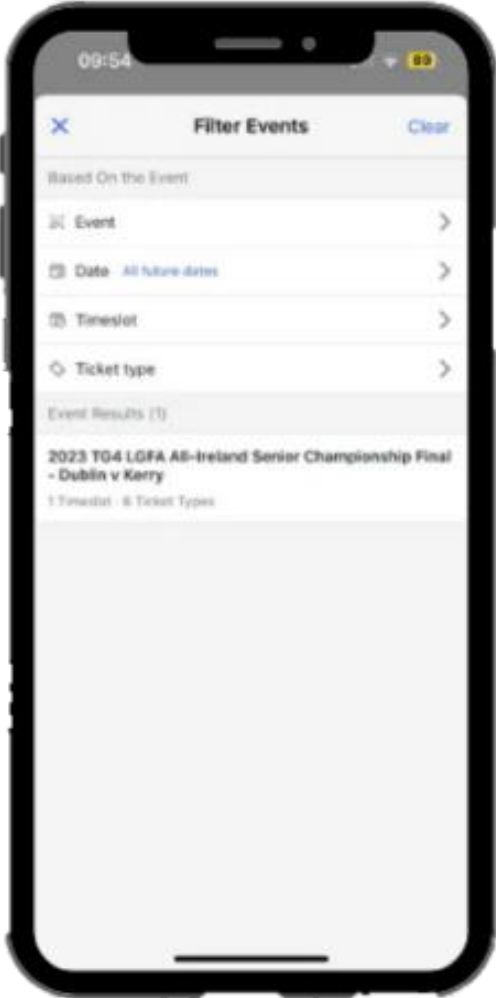 09:54
89
Filter Events
Clear
Based On the Event
Event
Date All future dates
Timeslot
Ticket type
Event Results (1)
2023 TG4 LGFA All-Ireland Senior Championship Final
- Dublin v Kerry
1 Timeslot · 6 Ticket Types